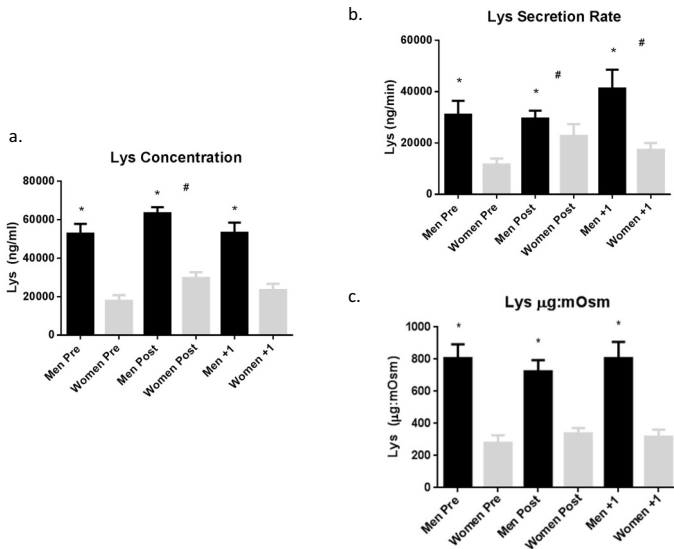 a.
Lys Concentration
Lys (ng/ml)
80000
60000
40000
20000
0
*
*
#
*
Men Pre
Women Pre
Men Post
Women Post
Men +1
Women +1
b.
Lys Secretion Rate
Lys (ng/min)
60000
40000
20000
0
*
*
#
*
#
Men Pre
Women Pre
Men Post
Women Post
Men +1
Women +1
c.
Lys μg:mOsm
Lys (μg:mOsm)
1000
800
600
400
200
0
*
*
*
Men Pre
Women Pre
Men Post
Women Post
Men +1
Women +1